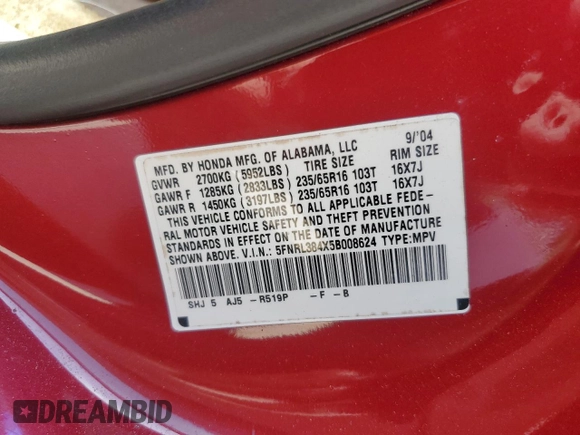 MFD. BY HONDA MFG. OF ALABAMA, LLC 9/'04
GVWR 2700KG (5952LBS) TIRE SIZE RIM SIZE
GAWR F 1285KG (2833LBS) 235/65R16 103T 16X7J
GAWR R 1450KG (3197LBS) 235/65R16 103T 16X7J
THIS VEHICLE CONFORMS TO ALL APPLICABLE FEDE-
RAL MOTOR VEHICLE SAFETY AND THEFT PREVENTION
STANDARDS IN EFFECT ON THE DATE OF MANUFACTURE
SHOWN ABOVE. V.I.N.: 5FNRL384X5B008624 TYPE:MPV
SHJ 5 AJ5 -R519P -F -B
DREAMBID